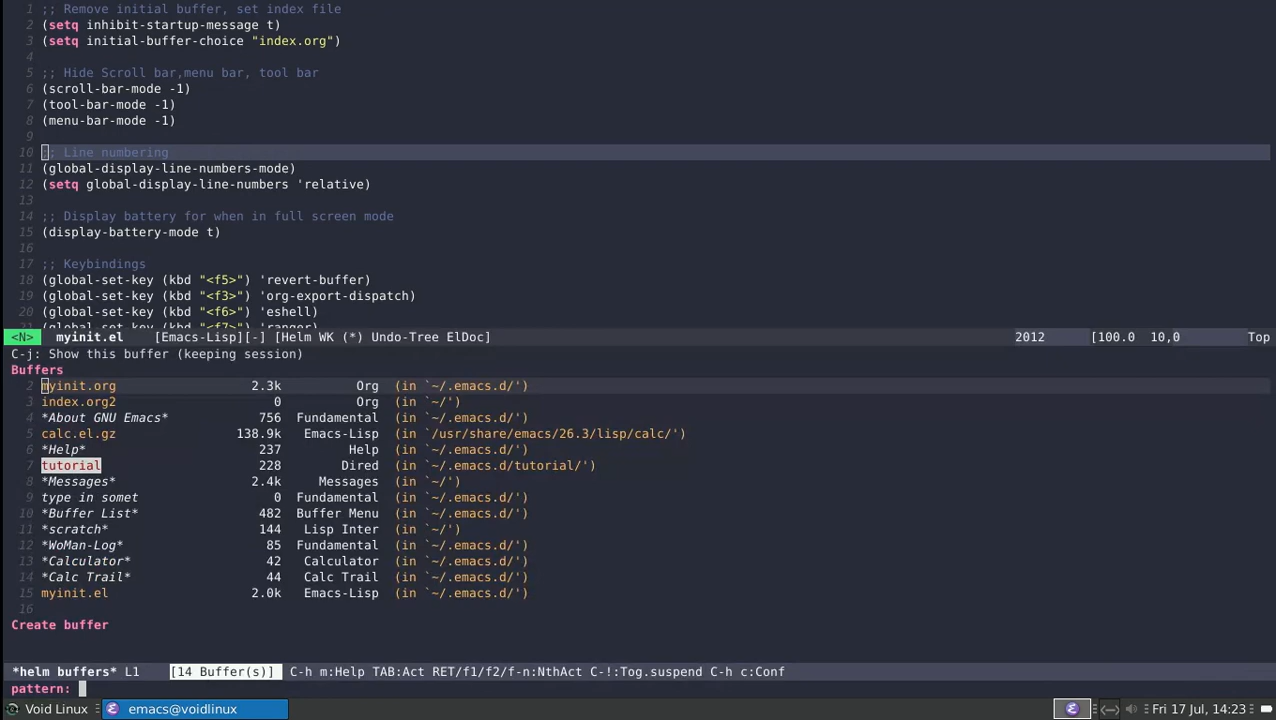 1 ;; Remove initial buffer, set index file
2 (setq inhibit-startup-message t)
3 (setq initial-buffer-choice "index.org")
4
5 ;; Hide Scroll bar,menu bar, tool bar
6 (scroll-bar-mode -1)
7 (tool-bar-mode -1)
8 (menu-bar-mode -1)
9
10 ;; Line numbering
11 (global-display-line-numbers-mode)
12 (setq global-display-line-numbers 'relative)
13
14 ;; Display battery for when in full screen mode
15 (display-battery-mode t)
16
17 ;; Keybindings
18 (global-set-key (kbd "<f5>") 'revert-buffer)
19 (global-set-key (kbd "<f3>") 'org-export-dispatch)
20 (global-set-key (kbd "<f6>") 'eshell)
21 (global-set-key (kbd "<f7>") 'ranger)
<N> myinit.el [Emacs-Lisp][-] [Helm WK (*) Undo-Tree ElDoc] 2012 [100.0 10,0 Top
C-j: Show this buffer (keeping session)
Buffers
2 myinit.org 2.3k Org (in `~/.emacs.d/')
3 index.org2 0 Org (in `~/')
4 *About GNU Emacs* 756 Fundamental (in `~/.emacs.d/')
5 calc.el.gz 138.9k Emacs-Lisp (in `/usr/share/emacs/26.3/lisp/calc/')
6 *Help* 237 Help (in `~/.emacs.d/')
7 tutorial 228 Dired (in `~/.emacs.d/tutorial/')
8 *Messages* 2.4k Messages (in `~/')
9 type in somet 0 Fundamental (in `~/.emacs.d/')
10 *Buffer List* 482 Buffer Menu (in `~/.emacs.d/')
11 *scratch* 144 Lisp Inter (in `~/')
12 *WoMan-Log* 85 Fundamental (in `~/.emacs.d/')
13 *Calculator* 42 Calculator (in `~/.emacs.d/')
14 *Calc Trail* 44 Calc Trail (in `~/.emacs.d/')
15 myinit.el 2.0k Emacs-Lisp (in `~/.emacs.d/')
16
Create buffer
*helm buffers* L1 [14 Buffer(s)] C-h m:Help TAB:Act RET/f1/f2/f-n:NthAct C-!:Tog.suspend C-h c:Conf
pattern:
Void Linux emacs@voidlinux Fri 17 Jul, 14:23